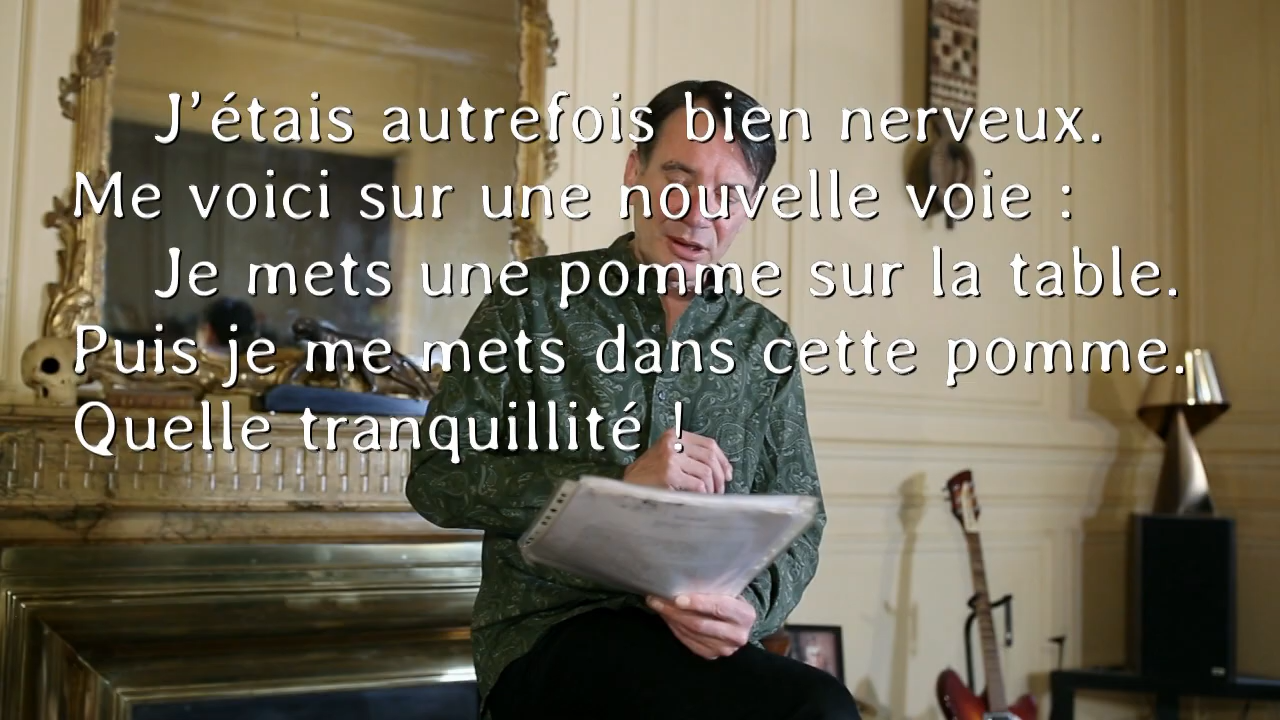 J’étais autrefois bien nerveux.
Me voici sur une nouvelle voie :
Je mets une pomme sur la table.
Puis je me mets dans cette pomme.
Quelle tranquillité !